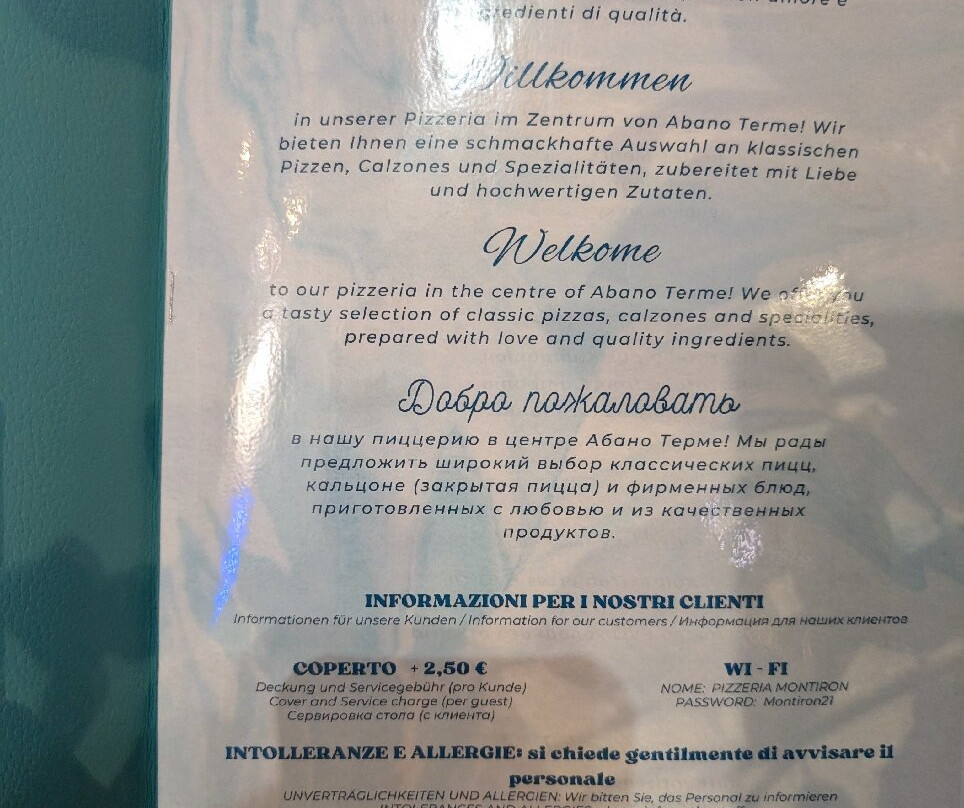 di qualità.
Willkommen
in unserer Pizzeria im Zentrum von Abano Terme! Wir
bieten Ihnen eine schmackhafte Auswahl an klassischen
Pizzen, Calzones und Spezialitäten, zubereitet mit Liebe
und hochwertigen Zutaten.
Welkome
to our pizzeria in the centre of Abano Terme! We offer you
a tasty selection of classic pizzas, calzones and specialities,
prepared with love and quality ingredients.
Добро пожаловать
в нашу пиццерию в центре Абано Терме! Мы рады
предложить широкий выбор классических пицц,
кальцоне (закрытая пицца) и фирменных блюд,
приготовленных с любовью и из качественных
продуктов.
INFORMAZIONI PER I NOSTRI CLIENTI
Informationen für unsere Kunden / Information for our customers / Информация для наших клиентов
COPERTO + 2,50 €
Deckung und Servicegebühr (pro Kunde)
Cover and Service charge (per guest)
Сервировка стола (с клиента)
WI - FI
NOME: PIZZERIA MONTIRON
PASSWORD: Montiron21
INTOLLERANZE E ALLERGIE: si chiede gentilmente di avvisare il
personale
UNVERTRÄGLICHKEITEN UND ALLERGIEN: Wir bitten Sie, das Personal zu informieren